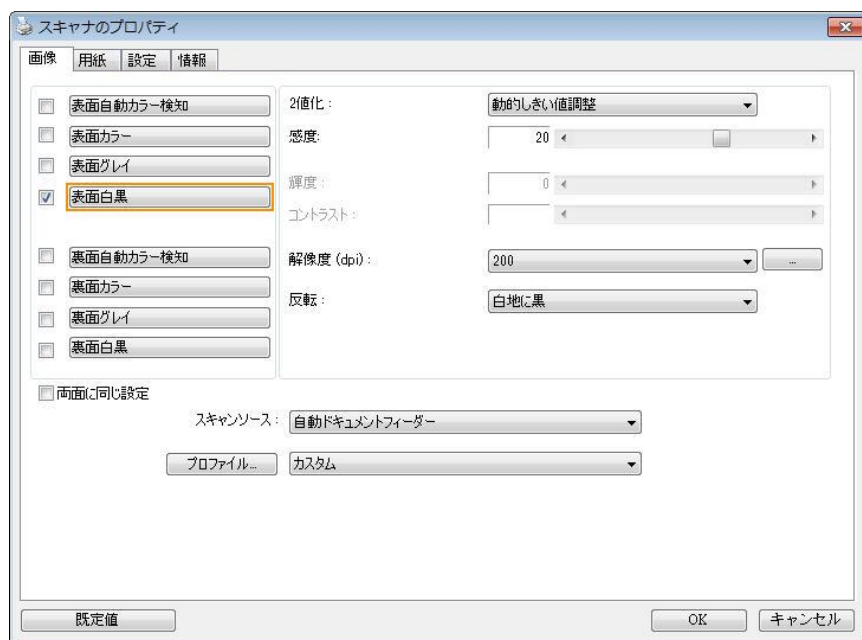 スキャナのプロパティ
画像 用紙 設定 情報
表面自動カラー検知
表面カラー
表面グレイ
表面白黒
裏面自動カラー検知
裏面カラー
裏面グレイ
裏面白黒
2値化: 動的しきい値調整
感度: 20
輝度: 0
コントラスト:
解像度 (dpi): 200 ...
反転: 白地に黒
両面に同じ設定
スキャンソース: 自動ドキュメントフィーダー
プロファイル... カスタム
既定値 OK キャンセル